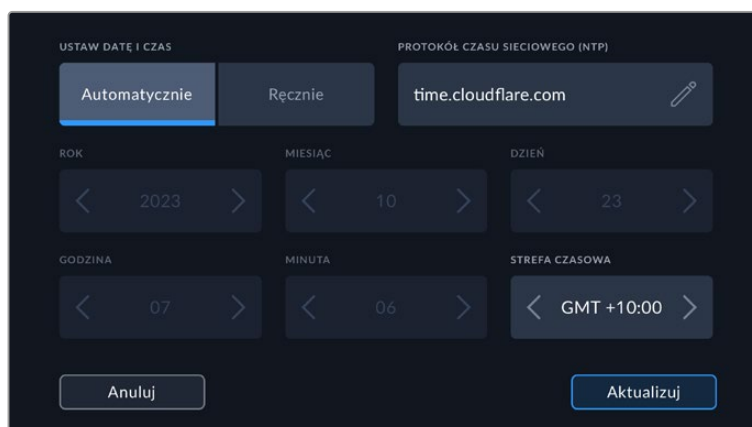 USTAW DATĘ I CZAS PROTOKÓŁ CZASU SIECIOWEGO (NTP)
Automatycznie Ręcznie time.cloudflare.com
ROK MIESIĄC DZIEŃ
2023 10 23
GODZINA MINUTA STREFA CZASOWA
07 06 GMT +10:00
Anuluj Aktualizuj